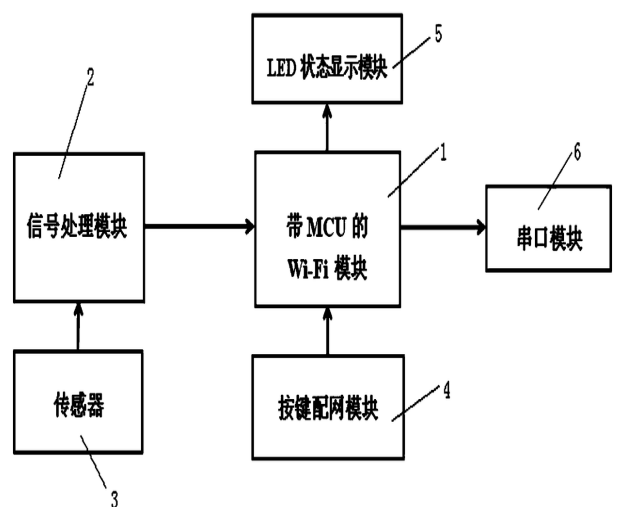 5
LED 状态显示模块
2
1
6
信号处理模块
带 MCU 的
Wi-Fi 模块
串口模块
传感器
按键配网模块
4
3